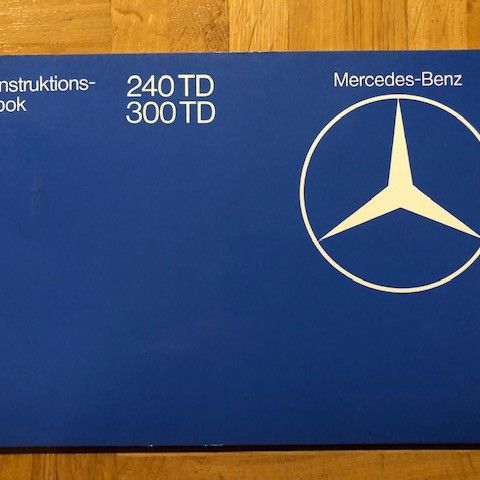 nstruktions-
ook
240 TD
300 TD
Mercedes-Benz